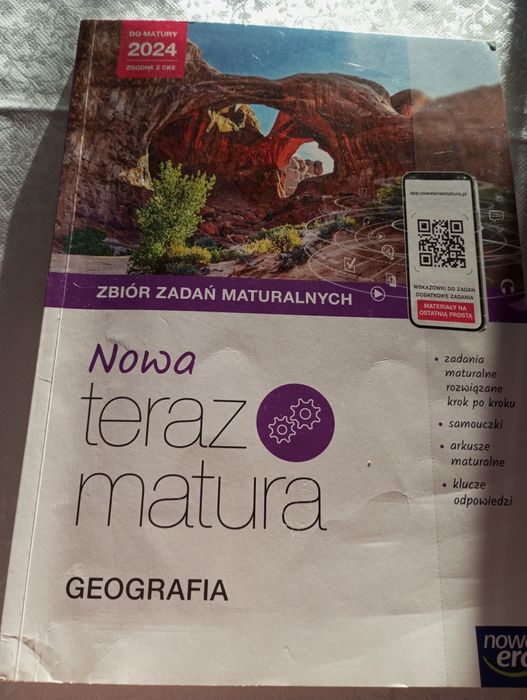 DO MATURY
2024
ZGODNE Z CKE
app.nowaterazmatura.pl
WSKAZÓWKI DO ZADAŃ
DODATKOWE ZADANIA
MATERIAŁY NA
OSTATNIĄ PROSTĄ
ZBIÓR ZADAŃ MATURALNYCH
Nowa
teraz
matura
GEOGRAFIA
• zadania
maturalne
rozwiązane
krok po kroku
• samouczki
• arkusze
maturalne
• klucze
odpowiedzi
nowa
era